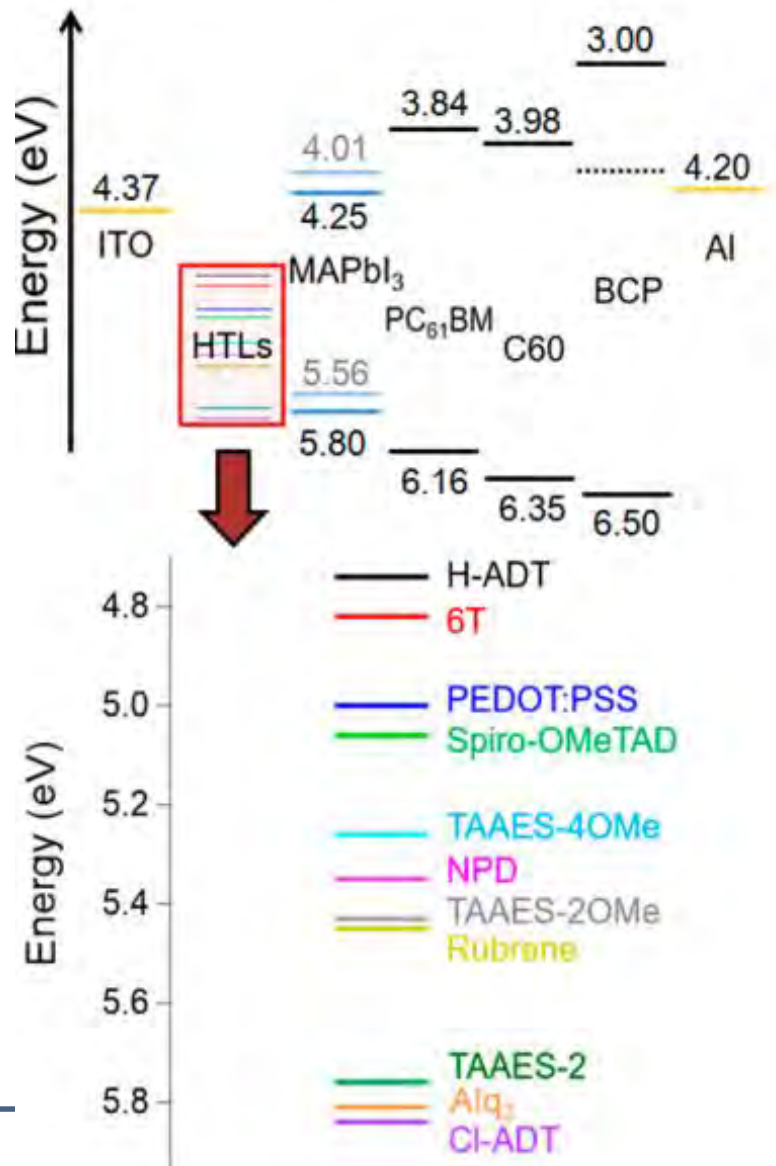 Energy (eV)
3.00
3.84
3.98
4.01
4.20
4.37
4.25
ITO
Al
MAPbI₃
BCP
PC₆₁BM
HTLs
C60
5.56
5.80
6.16
6.35
6.50
Energy (eV)
4.8
5.0
5.2
5.4
5.6
5.8
H-ADT
6T
PEDOT:PSS
Spiro-OMeTAD
TAAES-4OMe
NPD
TAAES-2OMe
Rubrene
TAAES-2
Alq₃
Cl-ADT